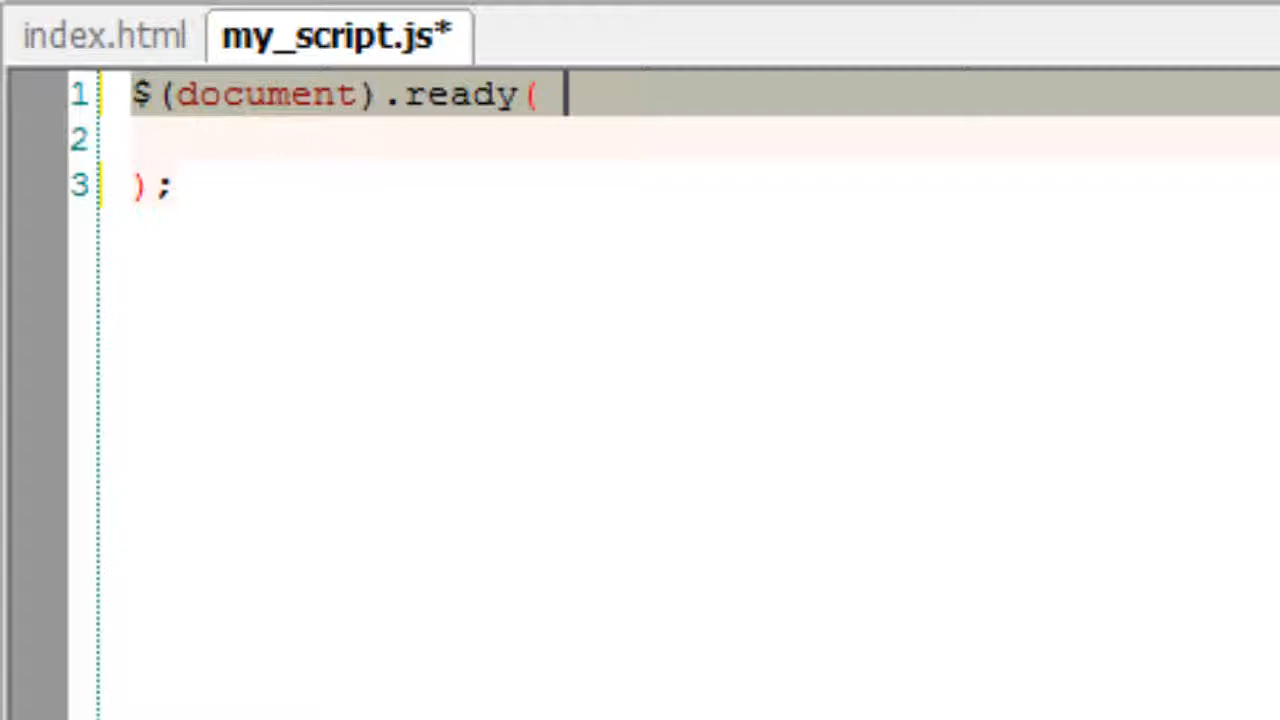 index.html my_script.js*
1 $(document).ready(
2
3 );